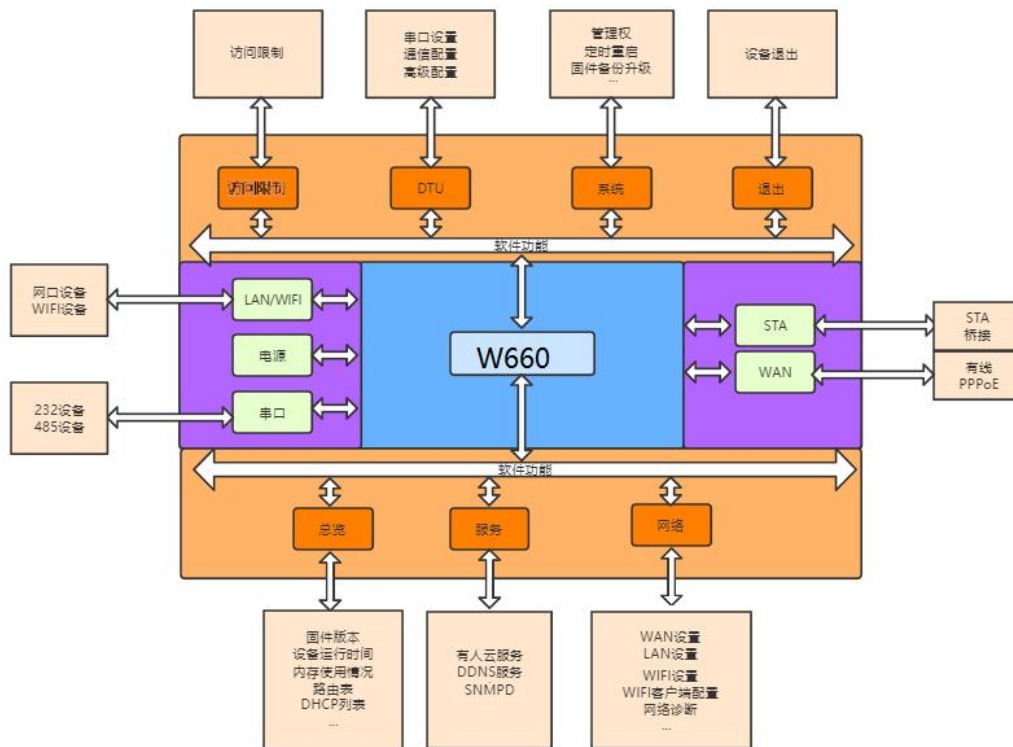 访问限制
串口设置
通信配置
高级配置
管理权
定时重启
固件备份升级
...
设备退出
访问限制
DTU
系统
退出
软件功能
网口设备
WIFI设备
LAN/WIFI
电源
232设备
485设备
串口
W660
STA
WAN
STA
桥接
有线
PPPoE
软件功能
总览
服务
网络
固件版本
设备运行时间
内存使用情况
路由表
DHCP列表
...
有人云服务
DDNS服务
SNMPD
WAN设置
LAN设置
WIFI设置
WIFI客户端配置
网络诊断
...